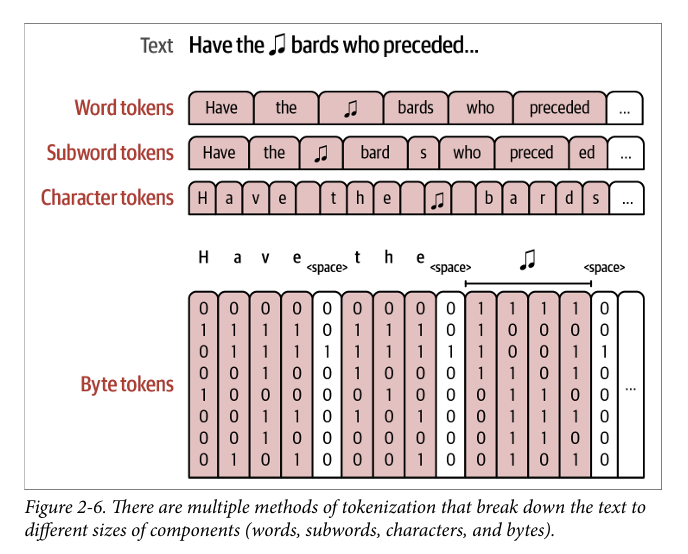 Text Have the ♫ bards who preceded...
Word tokens Have the ♫ bards who preceded ...
Subword tokens Have the ♫ bard s who preced ed ...
Character tokens H a v e t h e ♫ b a r d s ...
H a v e <space> t h e <space> ♫ <space>
0 0 0 0 0 0 0 0 0 1 1 1 1 0
1 1 1 1 0 1 1 1 0 1 0 0 0 0
0 1 1 1 1 1 1 1 1 1 0 0 1 1
0 0 1 0 0 1 0 0 0 1 1 0 1 0
Byte tokens ...
1 0 0 0 0 0 1 0 0 0 1 1 1 0
0 0 1 1 0 1 0 1 0 0 1 1 1 0
0 0 1 0 0 0 0 0 0 0 1 1 0 0
0 1 0 1 0 0 0 1 0 0 1 0 0 0
Figure 2-6. There are multiple methods of tokenization that break down the text to
different sizes of components (words, subwords, characters, and bytes).